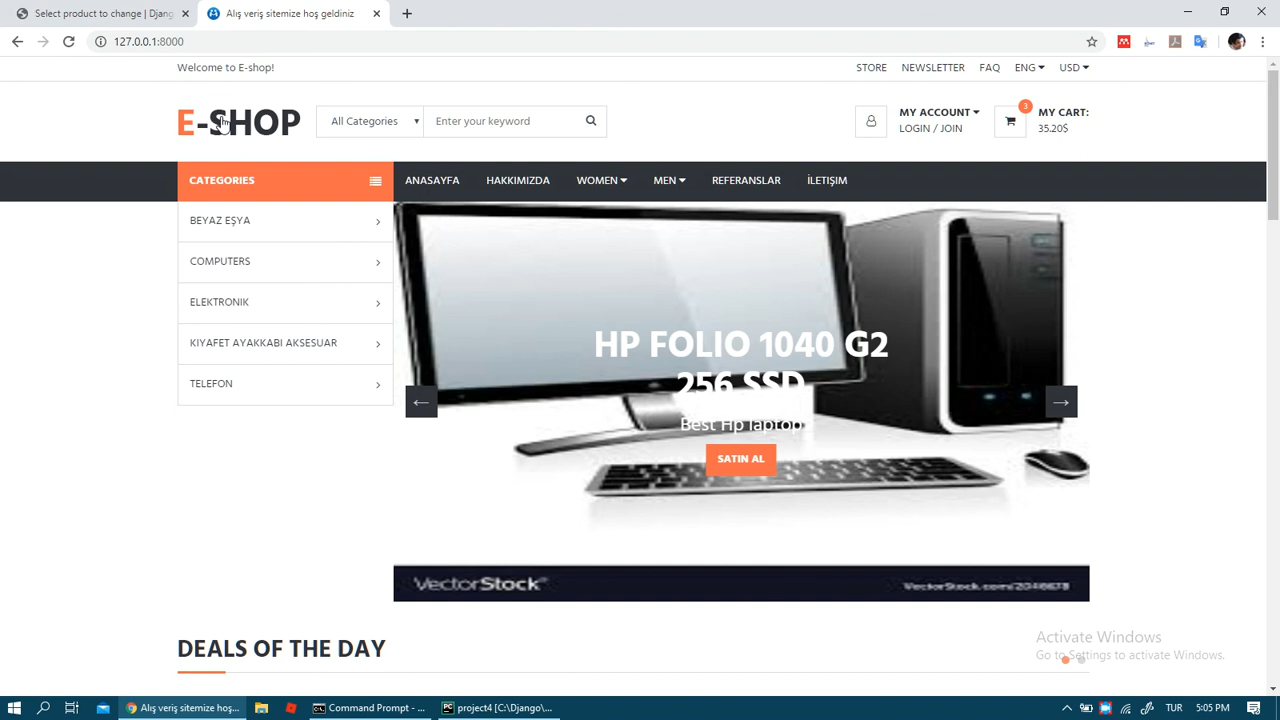 Select product to change | Djang
Alış veriş sitemize hoş geldiniz
127.0.0.1:8000
Welcome to E-shop!
STORE
NEWSLETTER
FAQ
ENG
USD
E-SHOP
All Categories
Enter your keyword
MY ACCOUNT
LOGIN / JOIN
3
MY CART:
35.20$
CATEGORIES
ANASAYFA
HAKKIMIZDA
WOMEN
MEN
REFERANSLAR
İLETIŞIM
BEYAZ EŞYA
COMPUTERS
ELEKTRONIK
KIYAFET AYAKKABI AKSESUAR
TELEFON
HP FOLIO 1040 G2
256 SSD
Best Hp laptop
SATIN AL
VectorStock®
VectorStock.com/2046678
DEALS OF THE DAY
Activate Windows
Go to Settings to activate Windows.
Alış veriş sitemize hoş...
Command Prompt - ...
project4 [C:\Django\...
TUR
5:05 PM